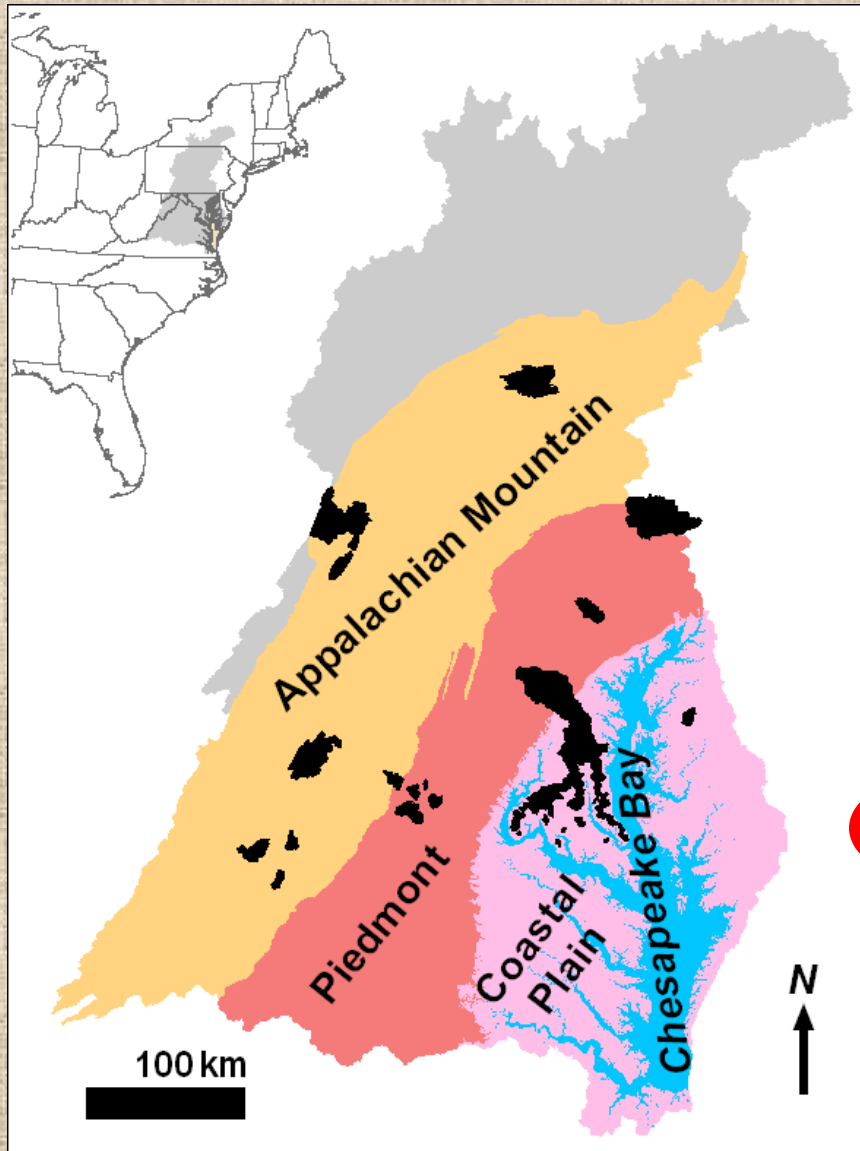 Appalachian Mountain
Piedmont
Coastal
Plain
Chesapeake Bay
N
100 km